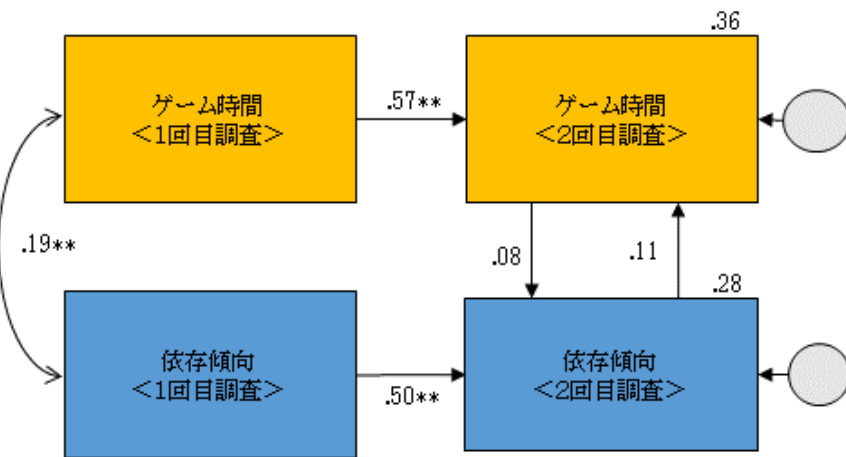 .36
ゲーム時間
<1回目調査>
.57**
ゲーム時間
<2回目調査>
.19**
.08
.11
.28
依存傾向
<1回目調査>
.50**
依存傾向
<2回目調査>